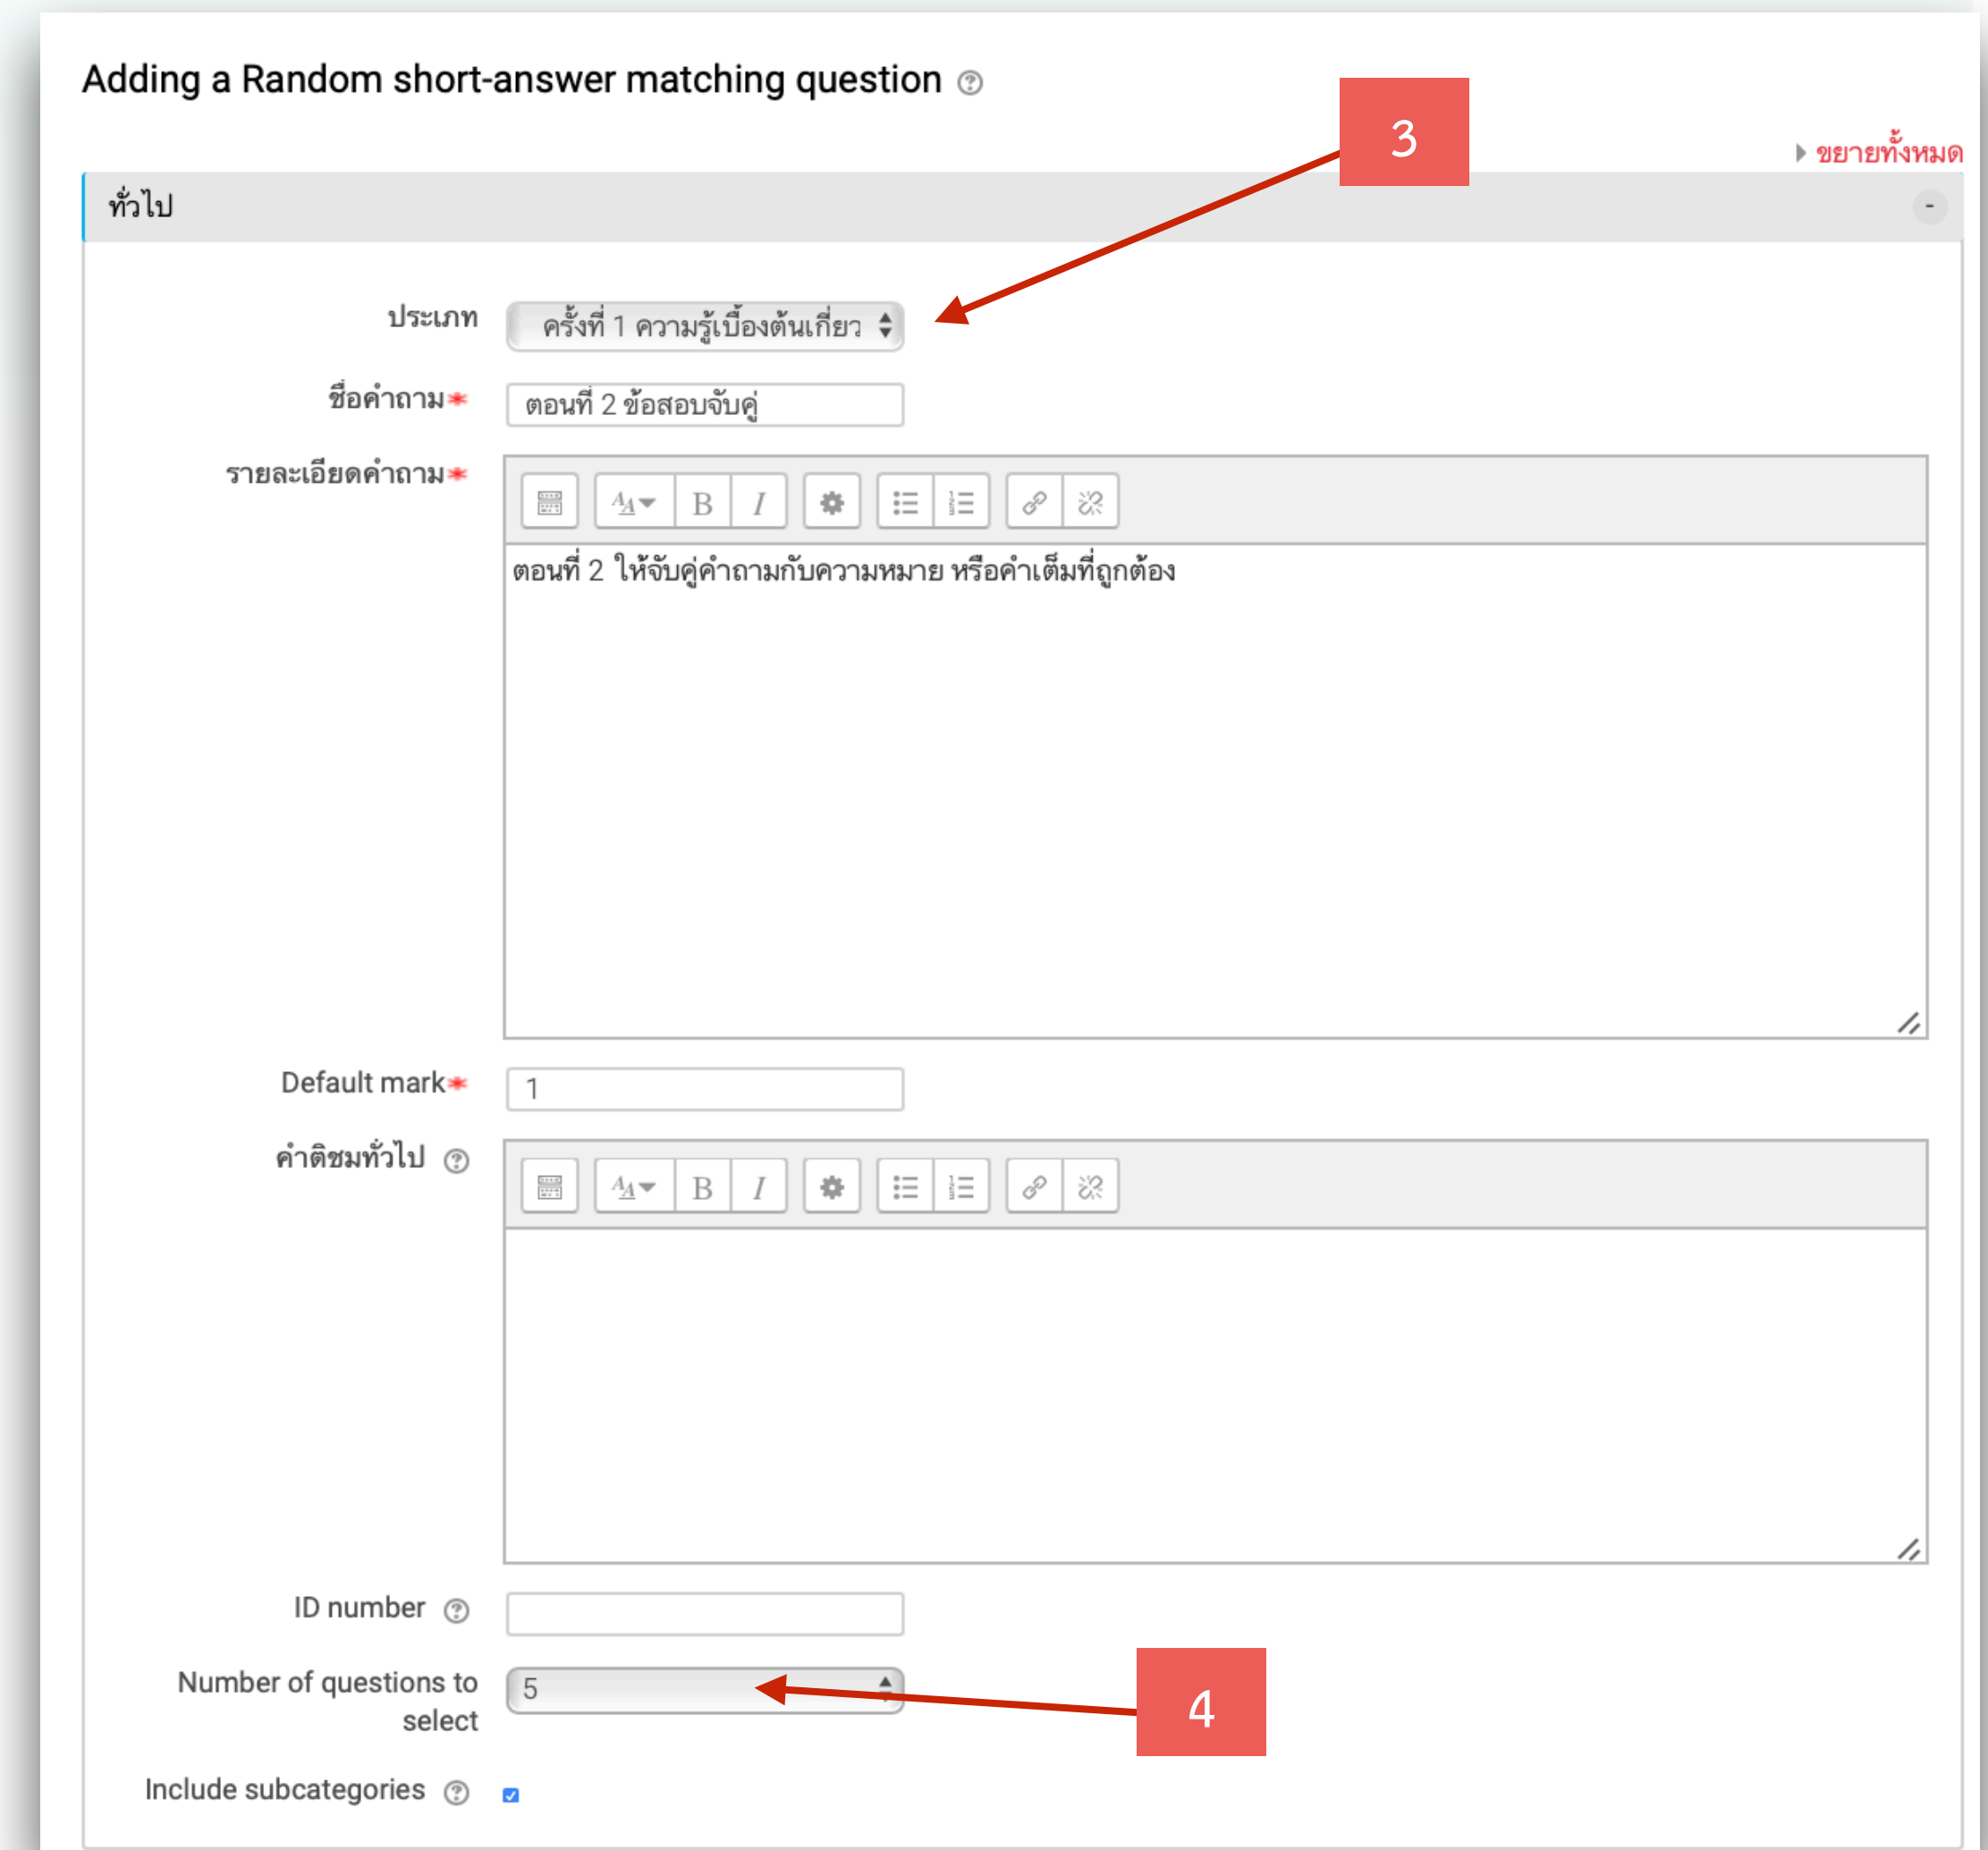 Adding a Random short-answer matching question
3
ขยายทั้งหมด
ทั่วไป
-
ประเภท
ครั้งที่ 1 ความรู้เบื้องต้นเกี่ยว
ชื่อคำถาม*
ตอนที่ 2 ข้อสอบจับคู่
รายละเอียดคำถาม*
B I
ตอนที่ 2 ให้จับคู่คำถามกับความหมาย หรือคำเต็มที่ถูกต้อง
Default mark*
1
คำติชมทั่วไป
B I
ID number
Number of questions to
select
5
4
Include subcategories